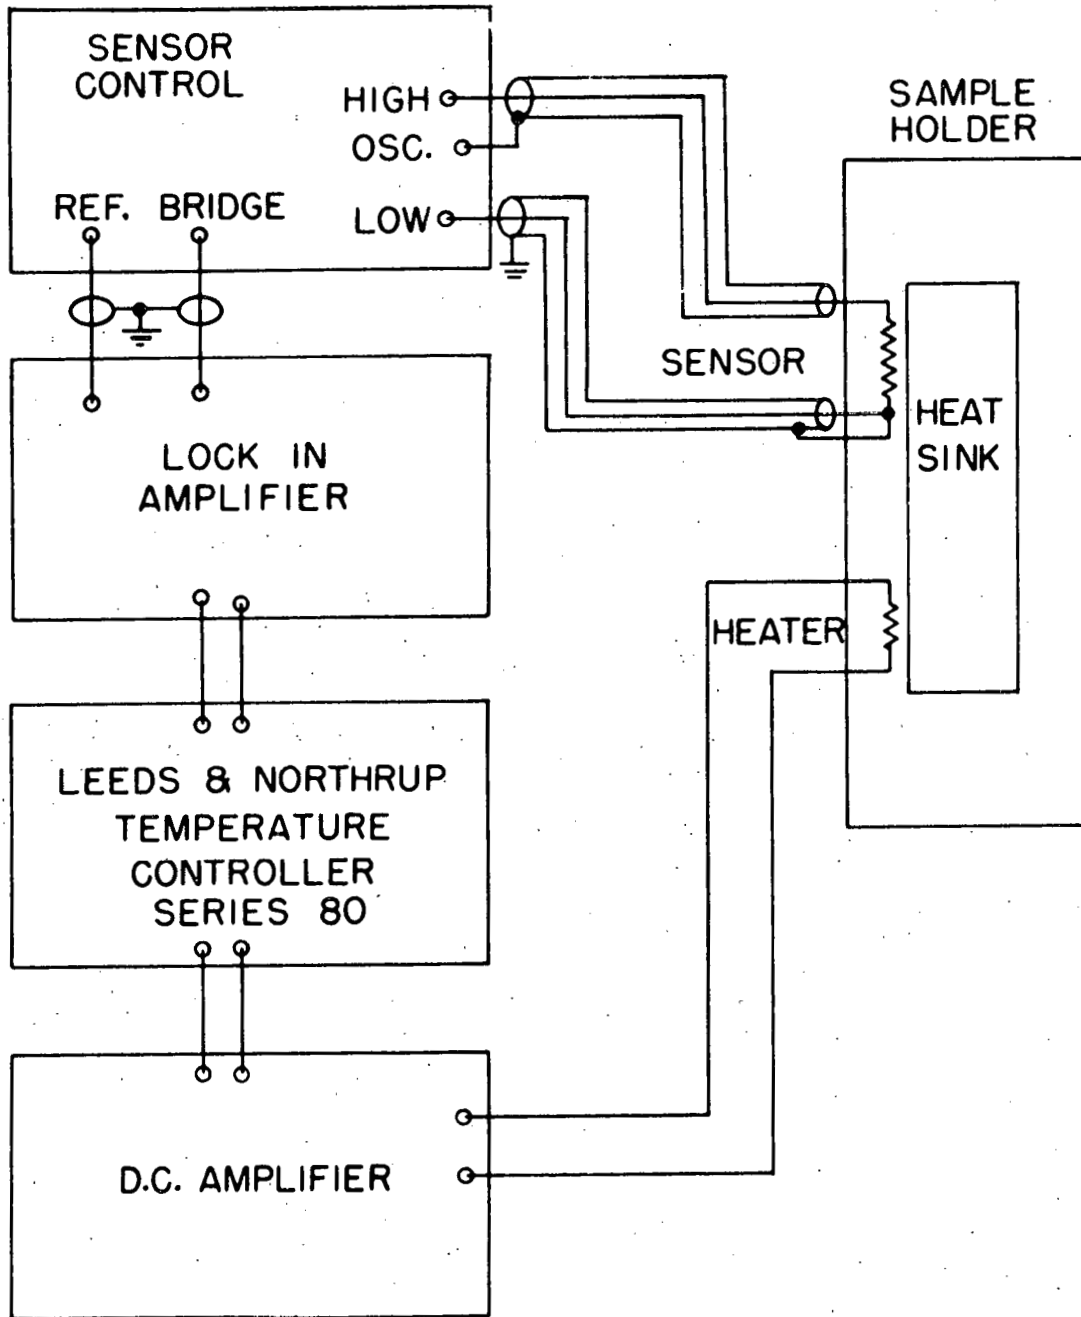 SENSOR
CONTROL
HIGH
OSC.
LOW
REF. BRIDGE
SAMPLE
HOLDER
SENSOR
HEAT
SINK
LOCK IN
AMPLIFIER
HEATER
LEEDS & NORTHRUP
TEMPERATURE
CONTROLLER
SERIES 80
D.C. AMPLIFIER